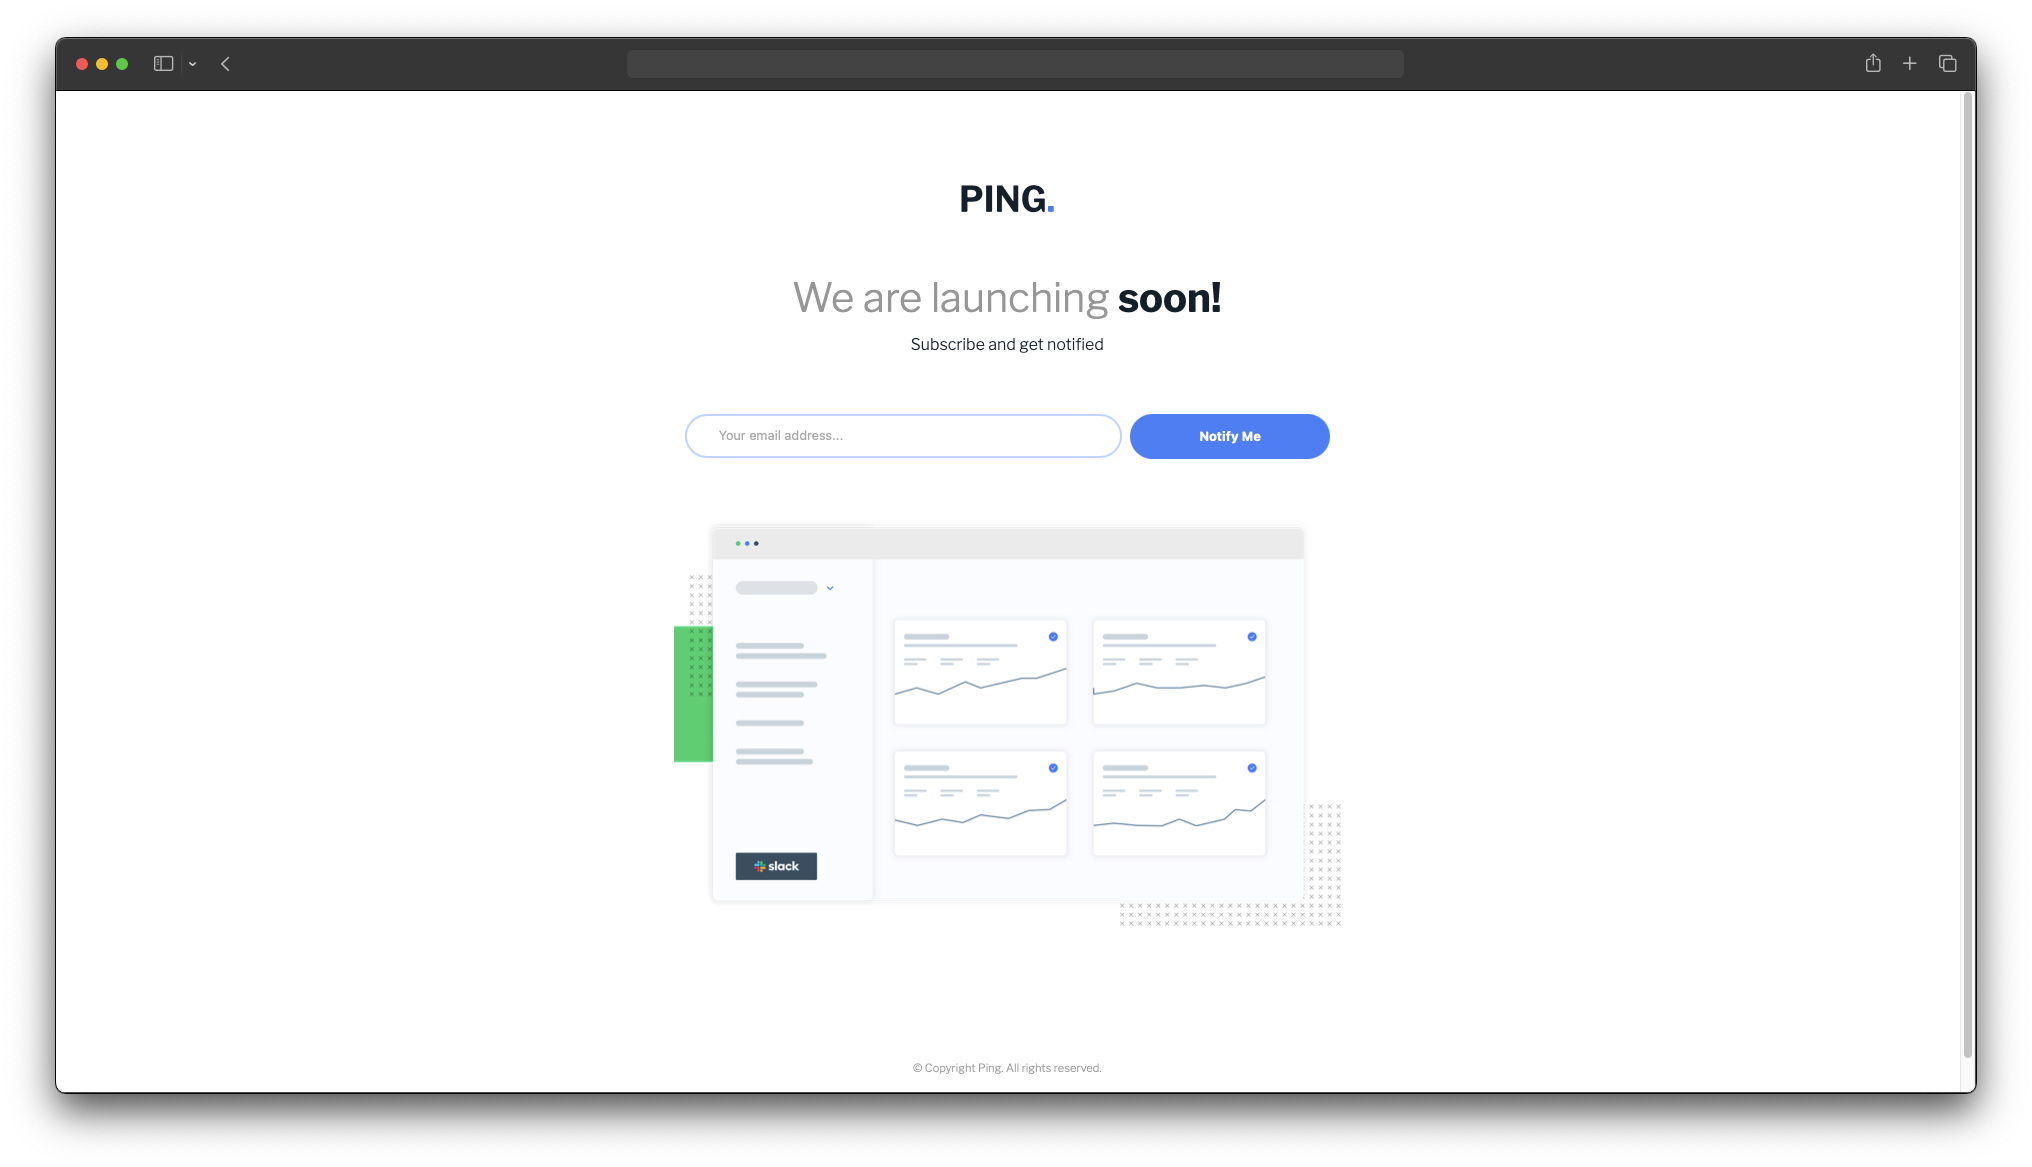 PING.
We are launching soon!
Subscribe and get notified
Your email address...
Notify Me
slack
© Copyright Ping. All rights reserved.